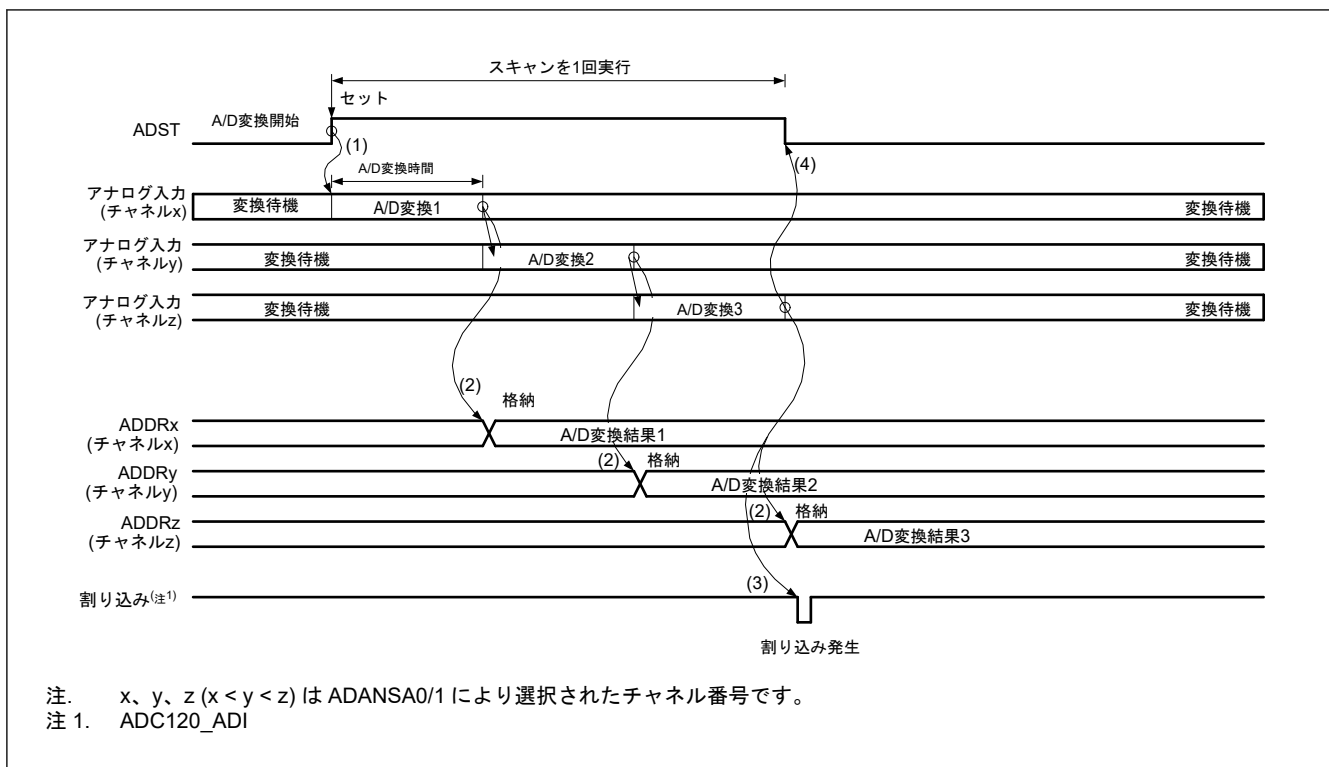 スキャンを1回実行
セット
ADST
A/D変換開始
(1)
(4)
A/D変換時間
アナログ入力
(チャネルx)
変換待機
A/D変換1
変換待機
アナログ入力
(チャネルy)
変換待機
A/D変換2
変換待機
アナログ入力
(チャネルz)
変換待機
A/D変換3
変換待機
(2)
格納
ADDRx
(チャネルx)
A/D変換結果1
(2)
格納
ADDRy
(チャネルy)
A/D変換結果2
(2)
格納
ADDRz
(チャネルz)
A/D変換結果3
(3)
割り込み(注1)
割り込み発生
注. x、y、z (x < y < z) は ADANSA0/1 により選択されたチャネル番号です。
注 1. ADC120_ADI